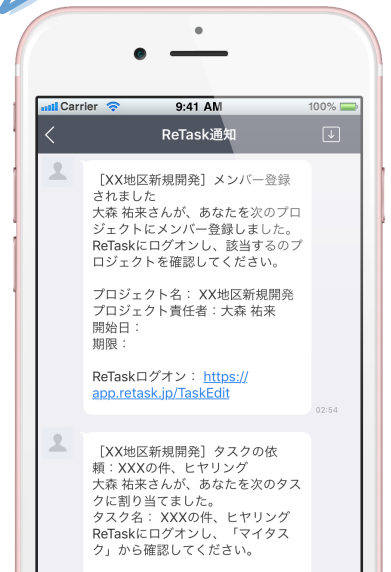 Carrier 9:41 AM 100%
ReTask通知
［XX地区新規開発］メンバー登録
されました
大森 祐来さんが、あなたを次のプロ
ジェクトにメンバー登録しました。
ReTaskにログオンし、該当するのプ
ロジェクトを確認してください。
プロジェクト名： XX地区新規開発
プロジェクト責任者：大森 祐来
開始日：
期限：
ReTaskログオン： https://
app.retask.jp/TaskEdit
02:54
［XX地区新規開発］タスクの依
頼：XXXの件、ヒヤリング
大森 祐来さんが、あなたを次のタス
クに割り当てました。
タスク名： XXXの件、ヒヤリング
ReTaskにログオンし、「マイタス
ク」から確認してください。